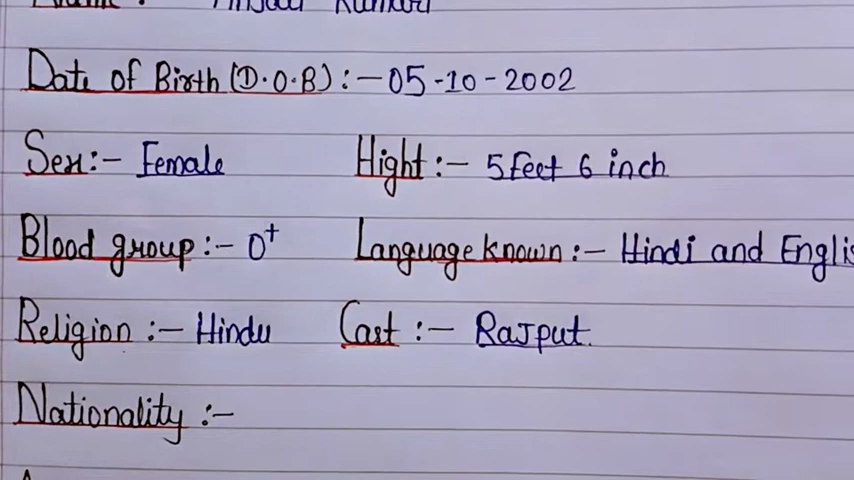 Date of Birth (D.O.B) :- 05-10-2002
Sex:- Female Hight :- 5 feet 6 inch
Blood group :- O+ Language known :- Hindi and Englis
Religion :- Hindu Cast :- Rajput.
Nationality :-